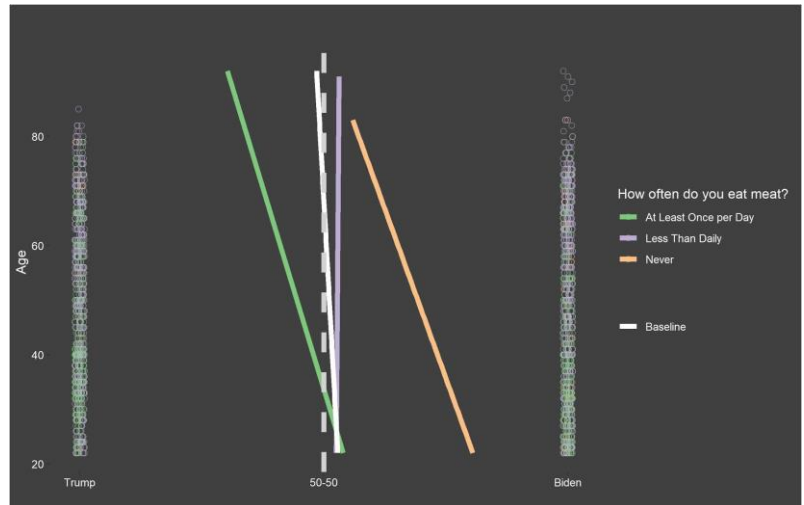 80
60
40
20
Age
Trump
50-50
Biden
How often do you eat meat?
At Least Once per Day
Less Than Daily
Never
Baseline